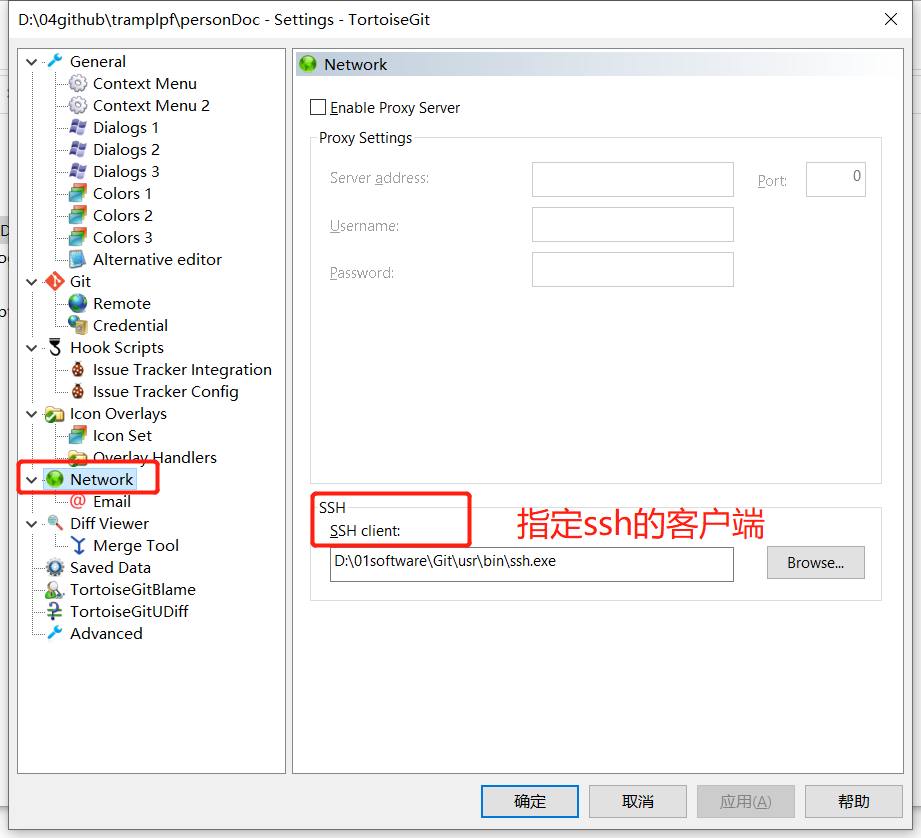 D:\04github\tramplpf\personDoc - Settings - TortoiseGit
General
Context Menu
Context Menu 2
Dialogs 1
Dialogs 2
Dialogs 3
Colors 1
Colors 2
Colors 3
Alternative editor
Git
Remote
Credential
Hook Scripts
Issue Tracker Integration
Issue Tracker Config
Icon Overlays
Icon Set
Overlay Handlers
Network
Email
Diff Viewer
Merge Tool
Saved Data
TortoiseGitBlame
TortoiseGitUDiff
Advanced
Network
Enable Proxy Server
Proxy Settings
Server address:
Port: 0
Username:
Password:
SSH
SSH client:
指定ssh的客户端
D:\01software\Git\usr\bin\ssh.exe
Browse...
确定 取消 应用(A) 帮助